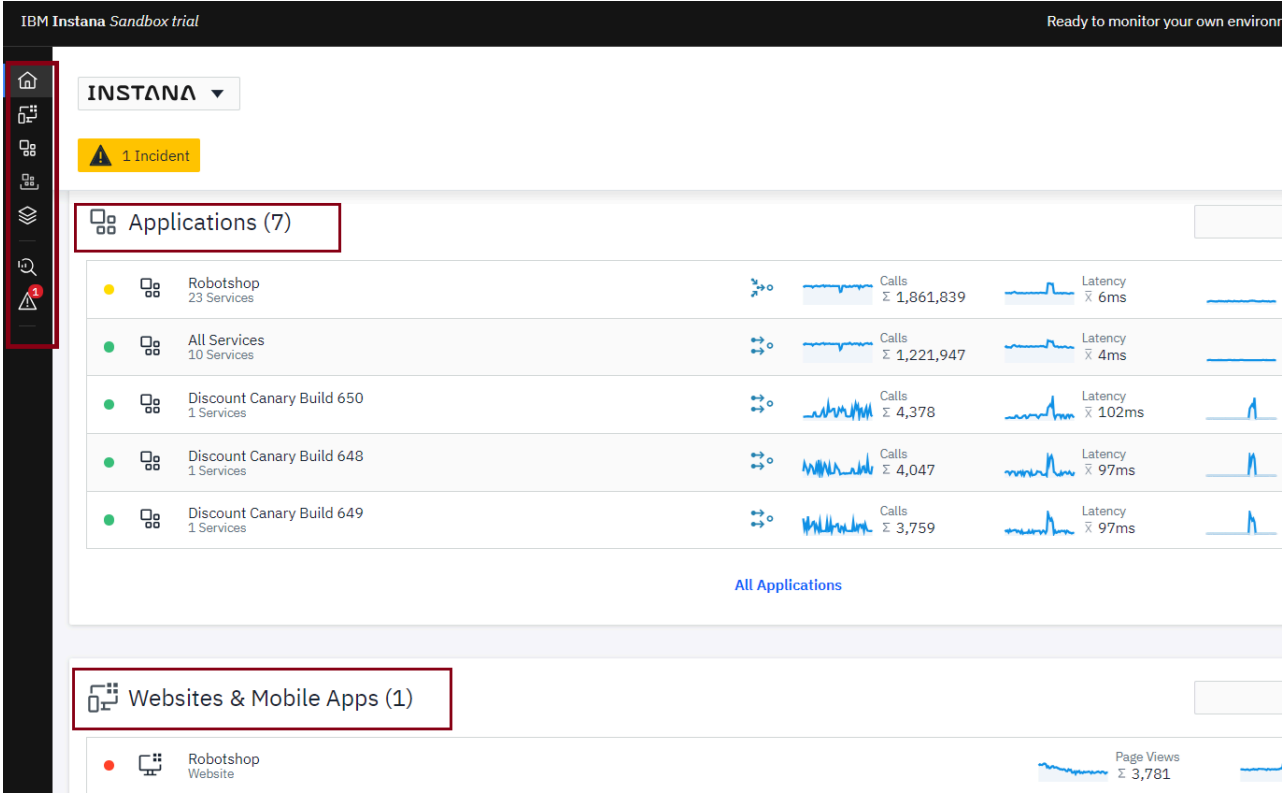 IBM Instana Sandbox trial
Ready to monitor your own environ
INSTANA
1 Incident
1
Applications (7)
Robotshop
23 Services
Calls
Σ 1,861,839
Latency
x̅ 6ms
All Services
10 Services
Calls
Σ 1,221,947
Latency
x̅ 4ms
Discount Canary Build 650
1 Services
Calls
Σ 4,378
Latency
x̅ 102ms
Discount Canary Build 648
1 Services
Calls
Σ 4,047
Latency
x̅ 97ms
Discount Canary Build 649
1 Services
Calls
Σ 3,759
Latency
x̅ 97ms
All Applications
Websites & Mobile Apps (1)
Robotshop
Website
Page Views
Σ 3,781